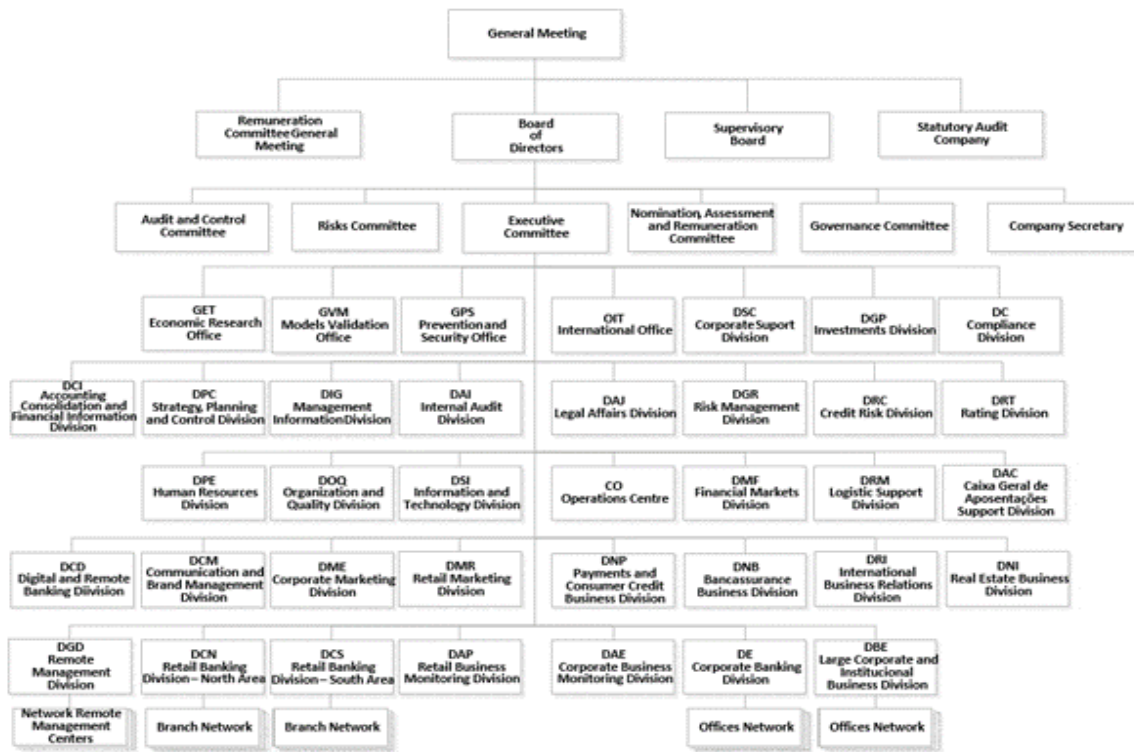 General Meeting
Remuneration
CommitteeGeneral
Meeting
Board
of
Directors
Supervisory
Board
Statutory Audit
Company
Audit and Control
Committee
Risks Committee
Executive
Committee
Nomination, Assessment
and Remuneration
Committee
Governance Committee
Company Secretary
GET
Economic Research
Office
GVM
Models Validation
Office
GPS
Prevention and
Security Office
OIT
International Office
DSC
Corporate Suport
Division
DGP
Investments Division
DC
Compliance
Division
DCI
Accounting
Consolidation and
Financial Information
Division
DPC
Strategy, Planning
and Control Division
DIG
Management
Information Division
DAI
Internal Audit
Division
DAJ
Legal Affairs Division
DGR
Risk Management
Division
DRC
Credit Risk Division
DRT
Rating Division
DPE
Human Resources
Division
DOQ
Organization and
Quality Division
DSI
Information and
Technology Division
CO
Operations Centre
DMF
Financial Markets
Division
DRM
Logistic Support
Division
DAC
Caixa Geral de
Aposentações
Support Division
DCD
Digital and Remote
Banking Diivision
DCM
Communication and
Brand Management
Division
DME
Corporate Marketing
Division
DMR
Retail Marketing
Division
DNP
Payments and
Consumer Credit
Business Division
DNB
Bancassurance
Business Division
DRI
International
Business Relations
Division
DNI
Real Estate Business
Division
DGD
Remote
Management
Division
DCN
Retail Banking
Division – North Area
DCS
Retail Banking
Division – South Area
DAP
Retail Business
Monitoring Division
DAE
Corporate Business
Monitoring Division
DE
Corporate Banking
Division
DBE
Large Corporate and
Institucional
Business Division
Network Remote
Management
Centers
Branch Network
Branch Network
Offices Network
Offices Network